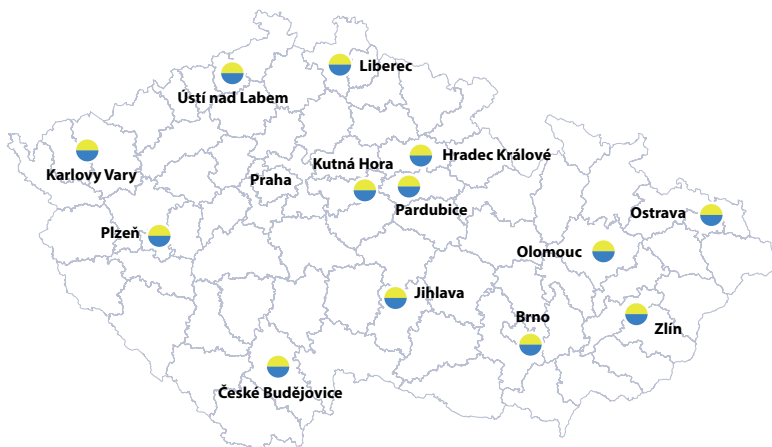 Liberec
Ústí nad Labem
Hradec Králové
Kutná Hora
Karlovy Vary
Praha
Pardubice
Ostrava
Plzeň
Olomouc
Jihlava
Brno
Zlín
České Budějovice